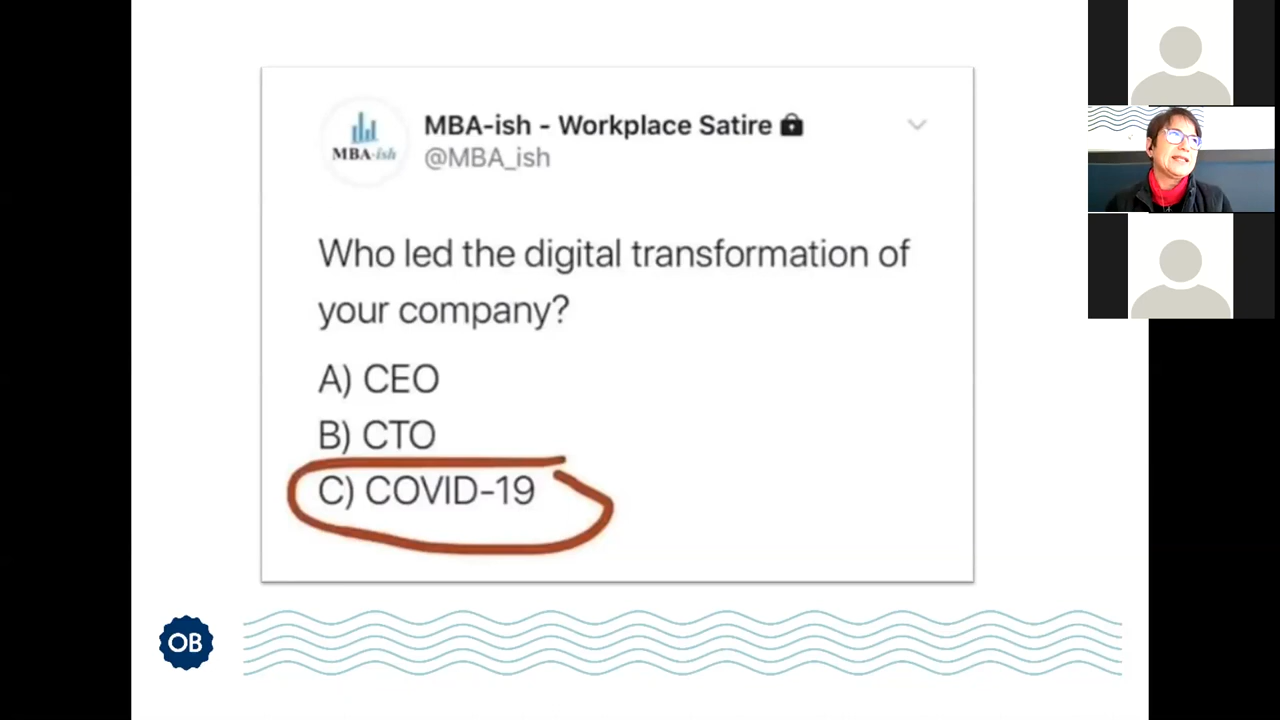 MBA-ish - Workplace Satire
MBA-ish
@MBA_ish
Who led the digital transformation of
your company?
A) CEO
B) CTO
C) COVID-19
OB